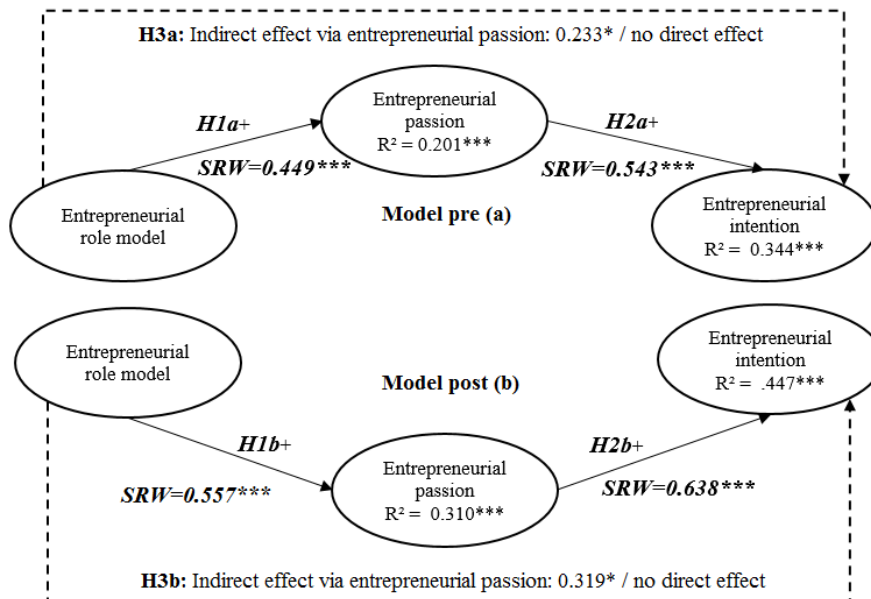 H3a: Indirect effect via entrepreneurial passion: 0.233* / no direct effect
Entrepreneurial
passion
R² = 0.201***
H1a+
H2a+
SRW=0.449***
SRW=0.543***
Entrepreneurial
role model
Model pre (a)
Entrepreneurial
intention
R² = 0.344***
Entrepreneurial
role model
Model post (b)
Entrepreneurial
intention
R² = .447***
H1b+
H2b+
SRW=0.557***
Entrepreneurial
passion
R² = 0.310***
SRW=0.638***
H3b: Indirect effect via entrepreneurial passion: 0.319* / no direct effect